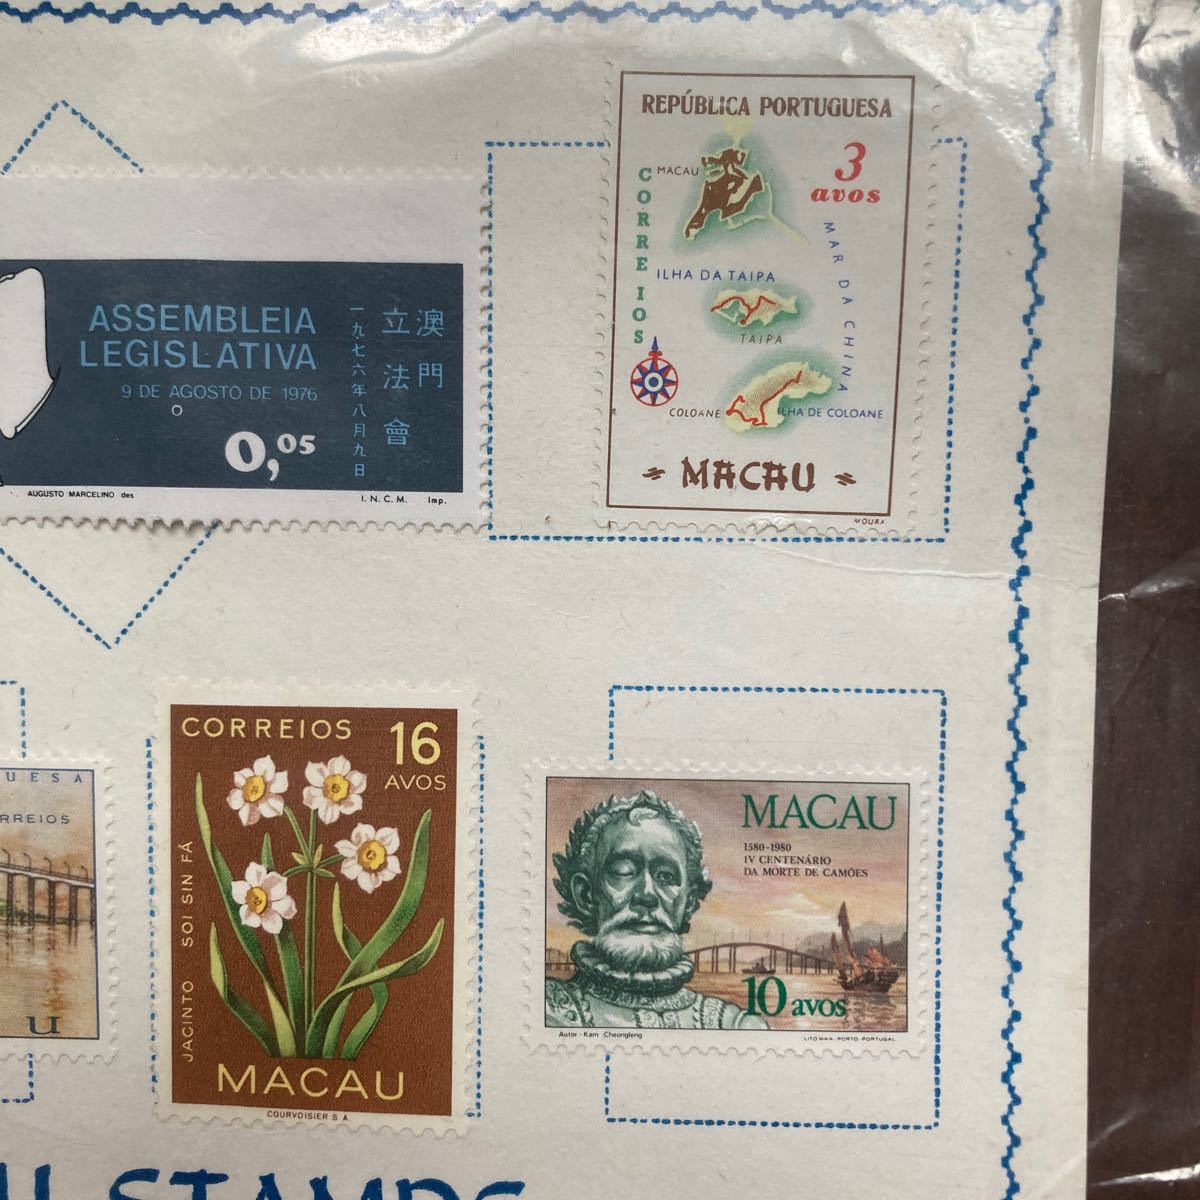 REPÚBLICA PORTUGUESA
3
avos
CORREIOS
MACAU
MAR DA CHINA
ILHA DA TAIPA
TAIPA
COLOANE
ILHA DE COLOANE
MACAU
MOURA
ASSEMBLEIA
LEGISLATIVA
9 DE AGOSTO DE 1976
0,05
澳門
立法會
一九七六年八月九日
AUGUSTO MARCELINO des
I.N.C.M. Imp.
UESA
RREIOS
U
CORREIOS
16
AVOS
JACINTO SOI SIN FÁ
MACAU
COURVOISIER S A
MACAU
1580-1980
IV CENTENÁRIO
DA MORTE DE CAMÕES
10 avos
Autor - Kam Cheongleng
LITO MAIA · PORTO · PORTUGAL
STAMPS